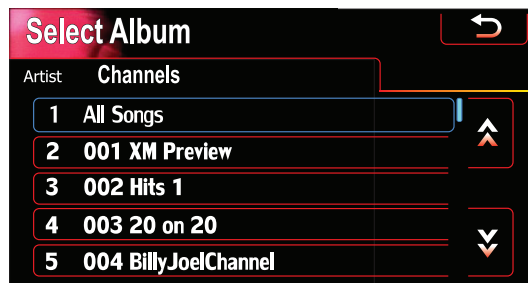 Select Album
Artist Channels
1 All Songs
2 001 XM Preview
3 002 Hits 1
4 003 20 on 20
5 004 BillyJoelChannel